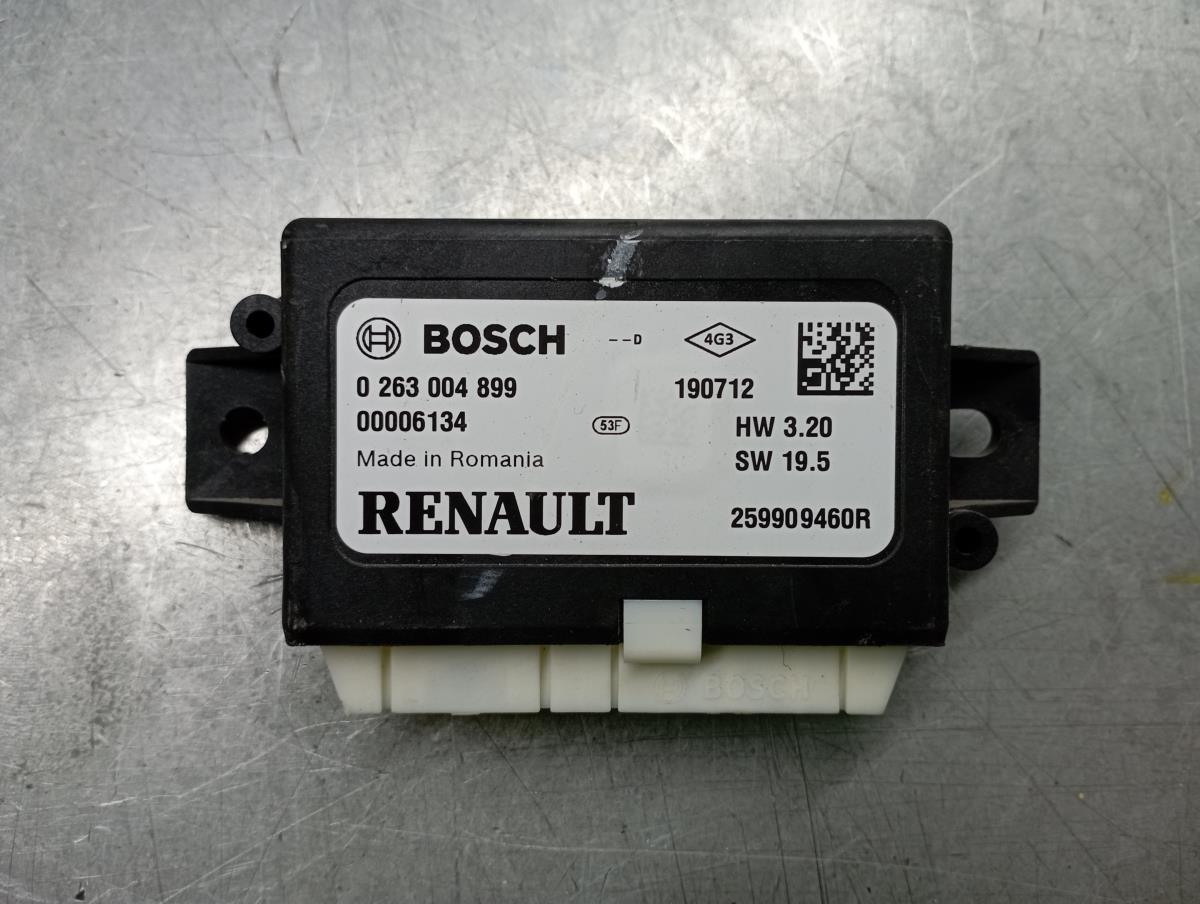 BOSCH --D 4G3
0 263 004 899 190712
00006134 53F HW 3.20
Made in Romania SW 19.5
RENAULT 259909460R
BOSCH